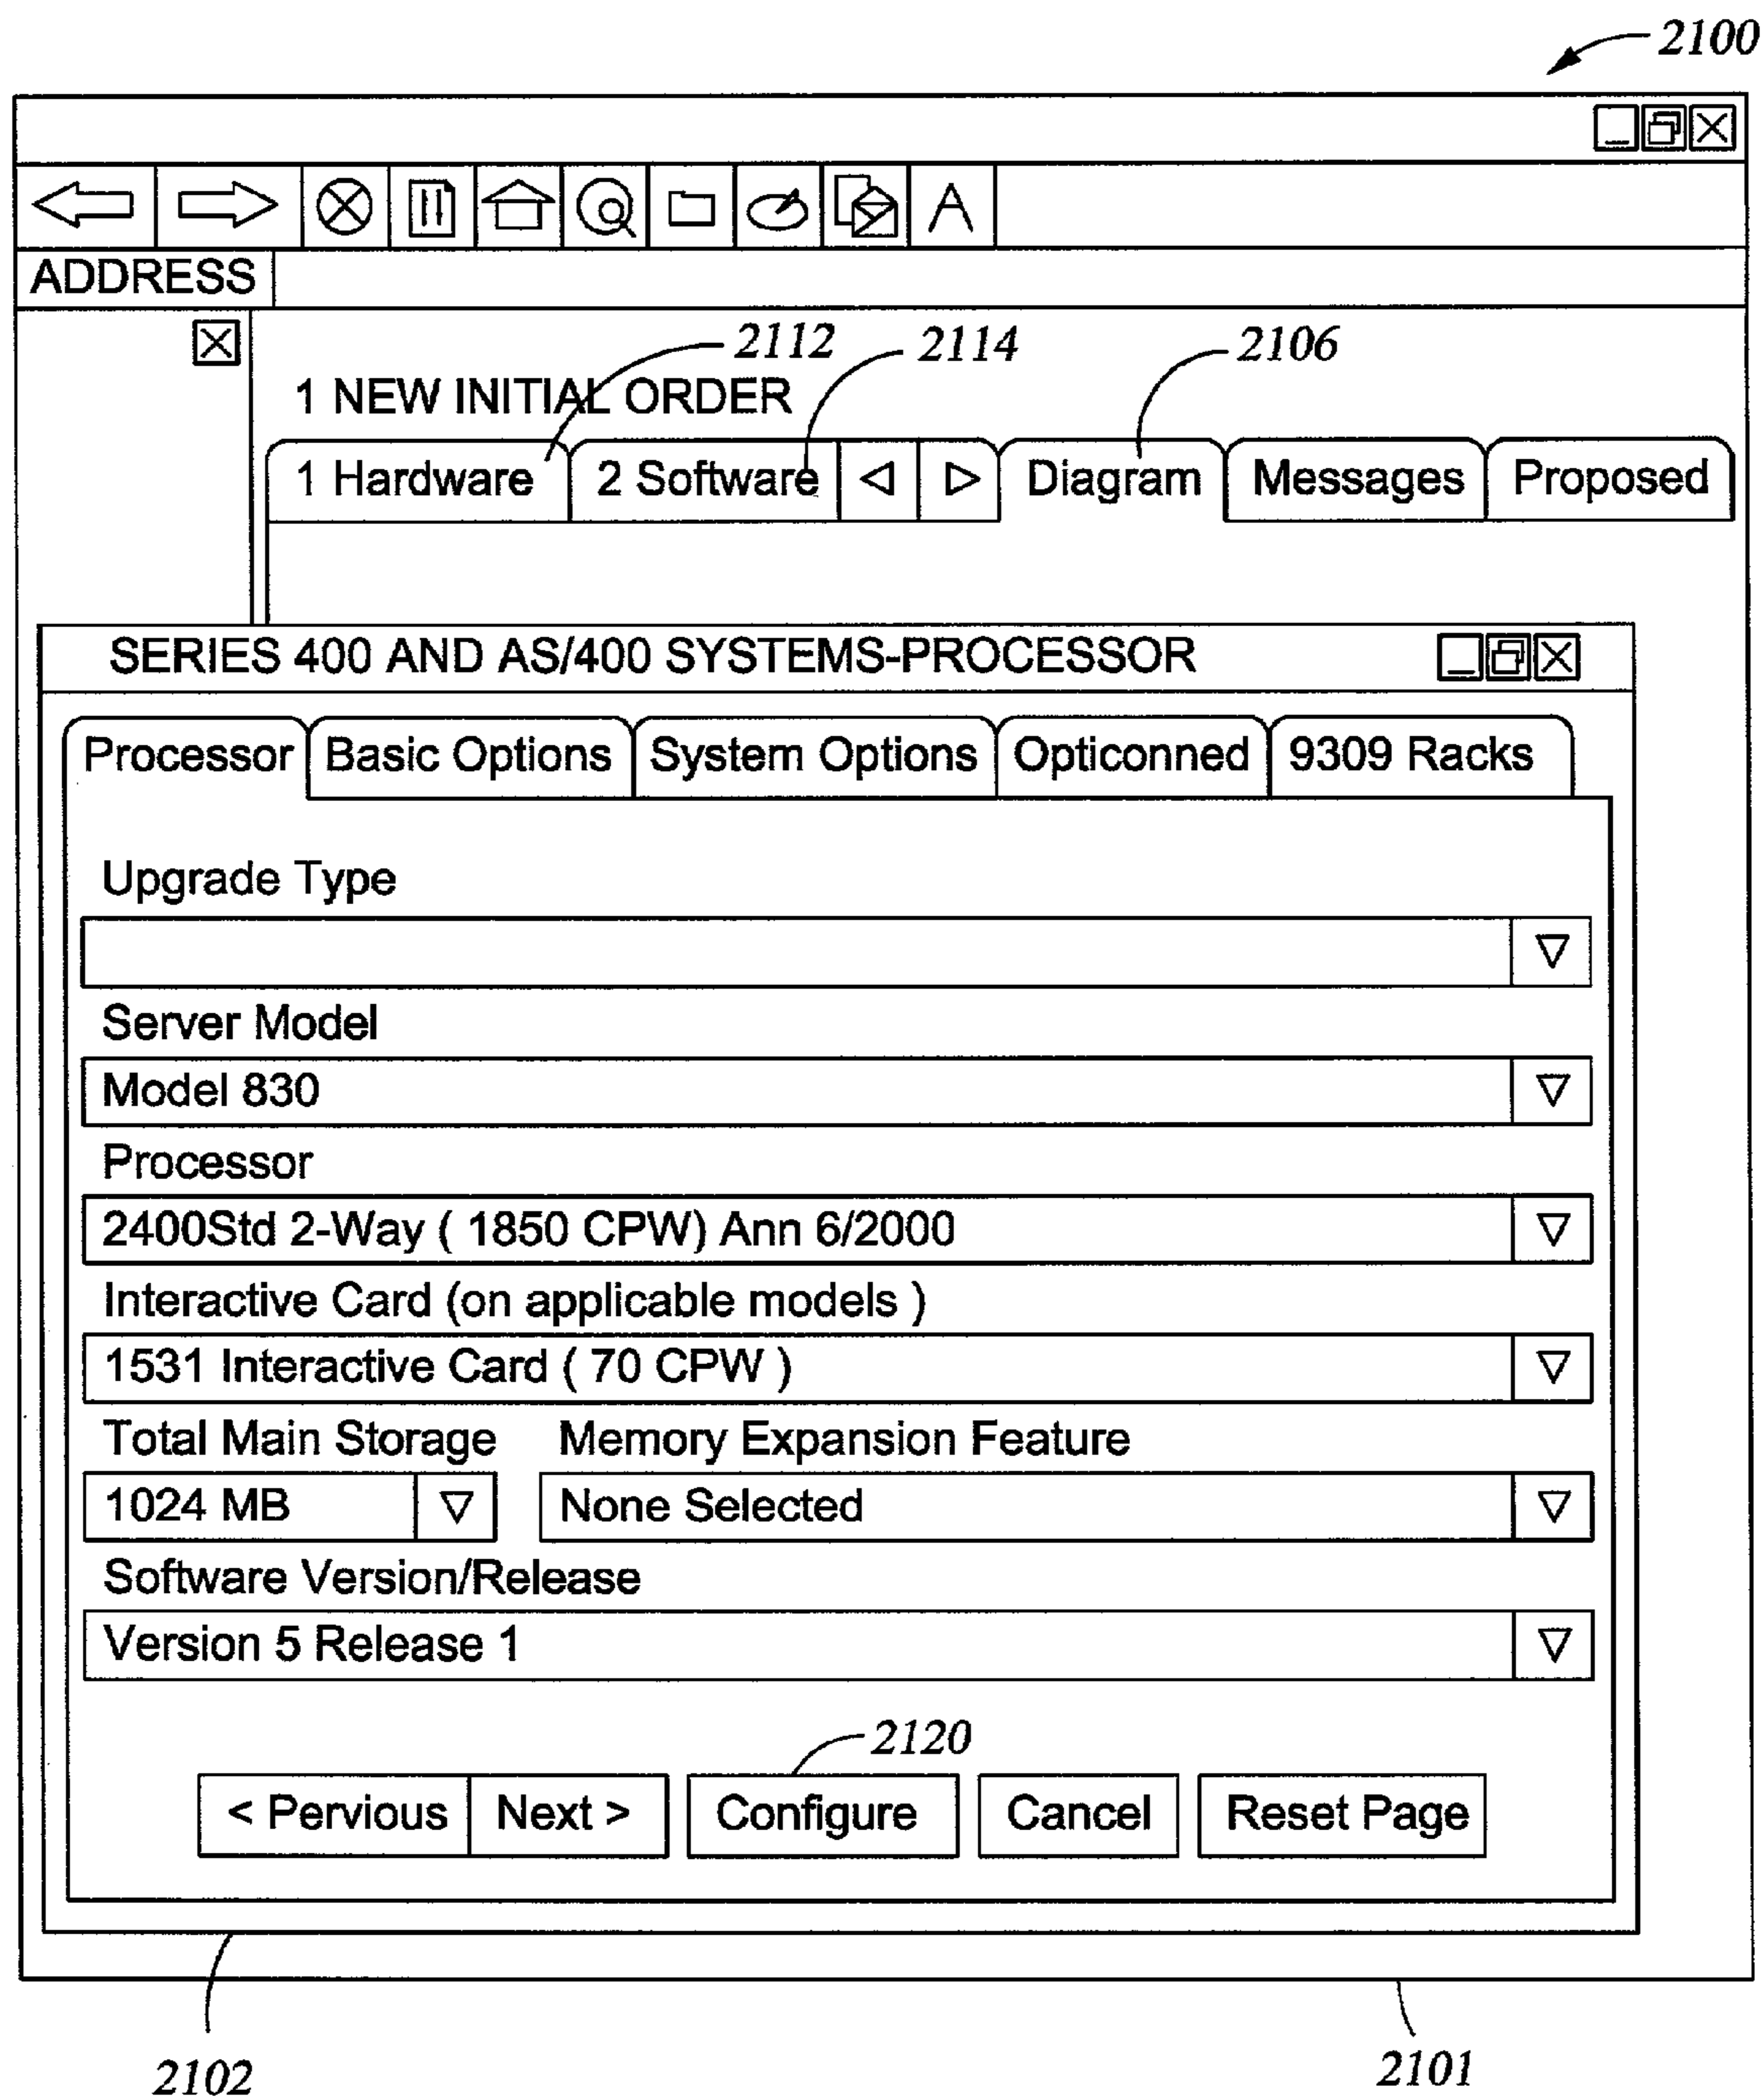 2100
ADDRESS
2112 2114 2106
1 NEW INITIAL ORDER
1 Hardware 2 Software Diagram Messages Proposed
SERIES 400 AND AS/400 SYSTEMS-PROCESSOR
Processor Basic Options System Options Opticonned 9309 Racks
Upgrade Type
Server Model
Model 830
Processor
2400Std 2-Way ( 1850 CPW) Ann 6/2000
Interactive Card (on applicable models )
1531 Interactive Card ( 70 CPW )
Total Main Storage Memory Expansion Feature
1024 MB None Selected
Software Version/Release
Version 5 Release 1
2120
< Pervious Next > Configure Cancel Reset Page
2102 2101